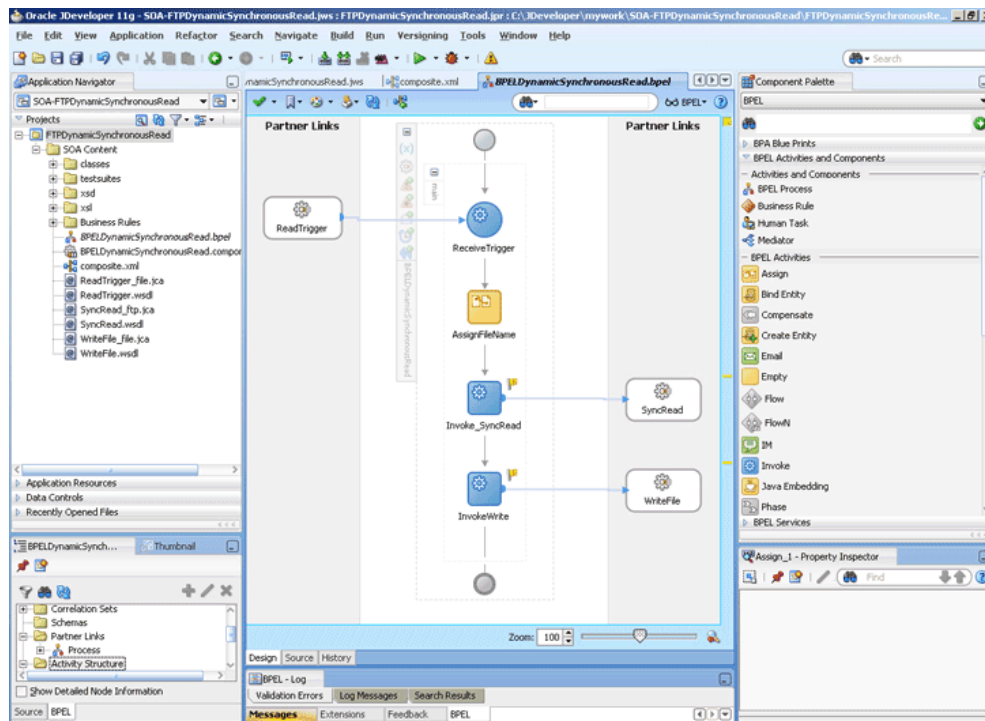 Oracle JDeveloper 11g - SOA-FTPDynamicSynchronousRead.jws : FTPDynamicSynchronousRead.jpr : C:\JDeveloper\mywork\SOA-FTPDynamicSynchronousRead\FTPDynamicSynchronousRe...
File Edit View Application Refactor Search Navigate Build Run Versigning Tools Window Help
Search
Application Navigator
namicSynchronousRead.jws
composite.xml
BPELDynamicSynchronousRead.bpel
Component Palette
SOA-FTPDynamicSynchronousRead
BPEL
BPEL
Projects
FTPDynamicSynchronousRead
SOA Content
classes
testsuites
xsd
xsl
Business Rules
BPELDynamicSynchronousRead.bpel
BPELDynamicSynchronousRead.compor
composite.xml
ReadTrigger_file.jca
ReadTrigger.wsdl
SyncRead_ftp.jca
SyncRead.wsdl
WriteFile_file.jca
WriteFile.wsdl
Application Resources
Data Controls
Recently Opened Files
Partner Links
Partner Links
main
BPELDynamicSynchronousRead
ReadTrigger
ReceiveTrigger
AssignFileName
Invoke_SyncRead
SyncRead
InvokeWrite
WriteFile
Zoom: 100
Design Source History
BPA Blue Prints
BPEL Activities and Components
Activities and Components
BPEL Process
Business Rule
Human Task
Mediator
BPEL Activities
Assign
Bind Entity
Compensate
Create Entity
Email
Empty
Flow
FlowN
IM
Invoke
Java Embedding
Phase
BPEL Services
BPELDynamicSynch...
Thumbnail
Correlation Sets
Schemas
Partner Links
Process
Activity Structure
Show Detailed Node Information
Source BPEL
BPEL - Log
Validation Errors Log Messages Search Results
Messages Extensions Feedback BPEL
Assign_1 - Property Inspector
Find